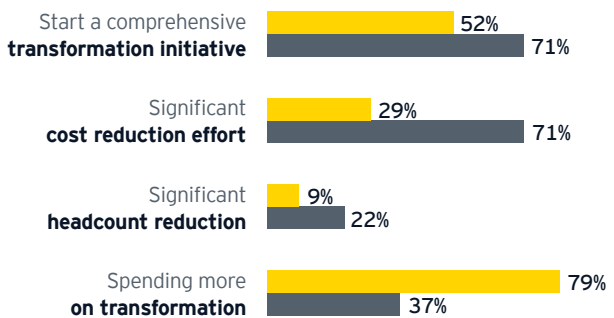 Start a comprehensive
transformation initiative
52%
71%
Significant
cost reduction effort
29%
71%
Significant
headcount reduction
9%
22%
Spending more
on transformation
79%
37%